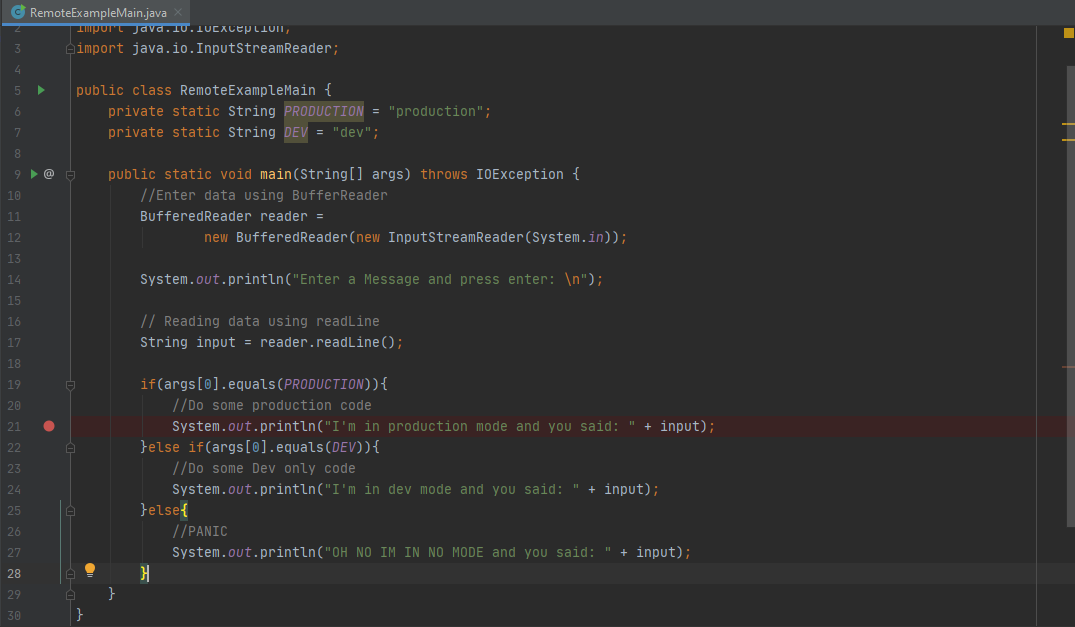 RemoteExampleMain.java
2 import java.io.IOException;
3 import java.io.InputStreamReader;
4
5 public class RemoteExampleMain {
6 private static String PRODUCTION = "production";
7 private static String DEV = "dev";
8
9 @ public static void main(String[] args) throws IOException {
10 //Enter data using BufferReader
11 BufferedReader reader =
12 new BufferedReader(new InputStreamReader(System.in));
13
14 System.out.println("Enter a Message and press enter: \n");
15
16 // Reading data using readLine
17 String input = reader.readLine();
18
19 if(args[0].equals(PRODUCTION)){
20 //Do some production code
21 System.out.println("I'm in production mode and you said: " + input);
22 }else if(args[0].equals(DEV)){
23 //Do some Dev only code
24 System.out.println("I'm in dev mode and you said: " + input);
25 }else{
26 //PANIC
27 System.out.println("OH NO IM IN NO MODE and you said: " + input);
28 }
29 }
30 }